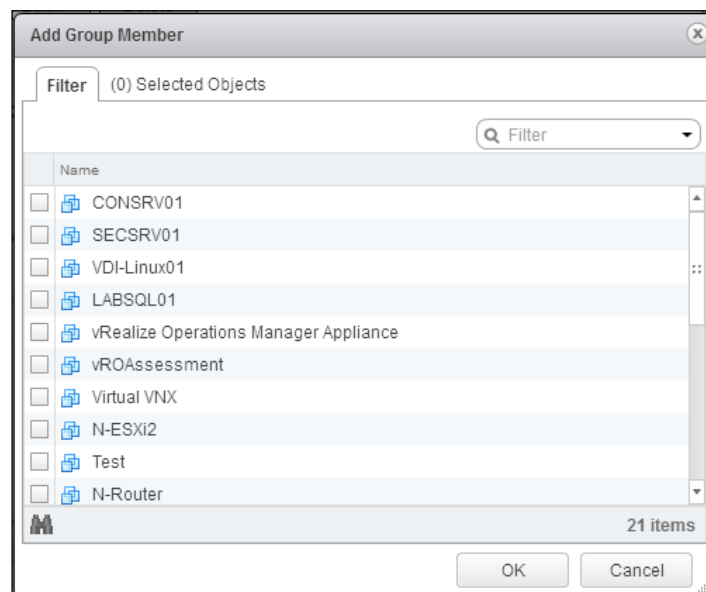 Add Group Member
Filter
(0) Selected Objects
Filter
Name
CONSRV01
SECSRV01
VDI-Linux01
LABSQL01
vRealize Operations Manager Appliance
vROAssessment
Virtual VNX
N-ESXi2
Test
N-Router
21 items
OK
Cancel